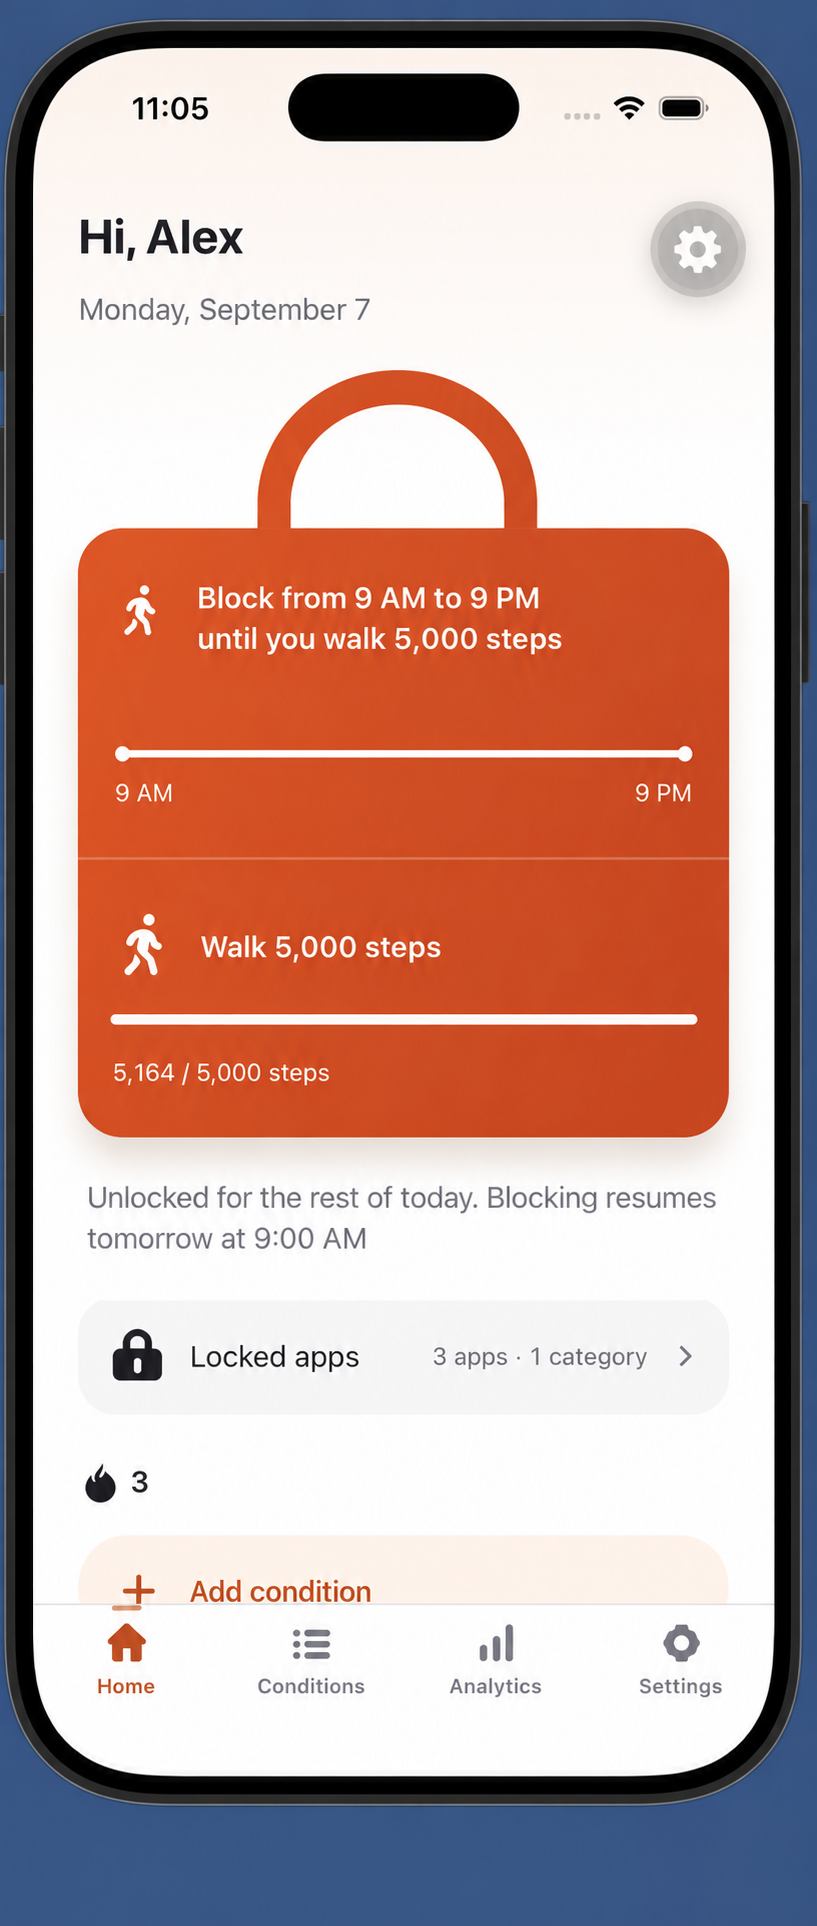 11:05
Hi, Alex
Monday, September 7
Block from 9 AM to 9 PM
until you walk 5,000 steps
9 AM
9 PM
Walk 5,000 steps
5,164 / 5,000 steps
Unlocked for the rest of today. Blocking resumes
tomorrow at 9:00 AM
Locked apps
3 apps · 1 category
3
Add condition
Home
Conditions
Analytics
Settings